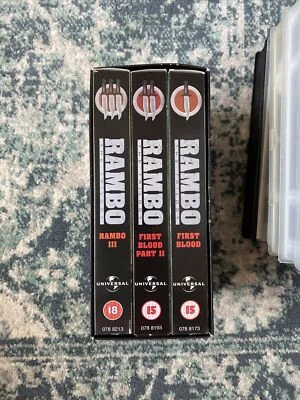 RAMBO
RAMBO
III
UNIVERSAL
18
078 8213
RAMBO
FIRST
BLOOD
PART II
UNIVERSAL
15
078 8193
RAMBO
FIRST
BLOOD
UNIVERSAL
15
078 8173